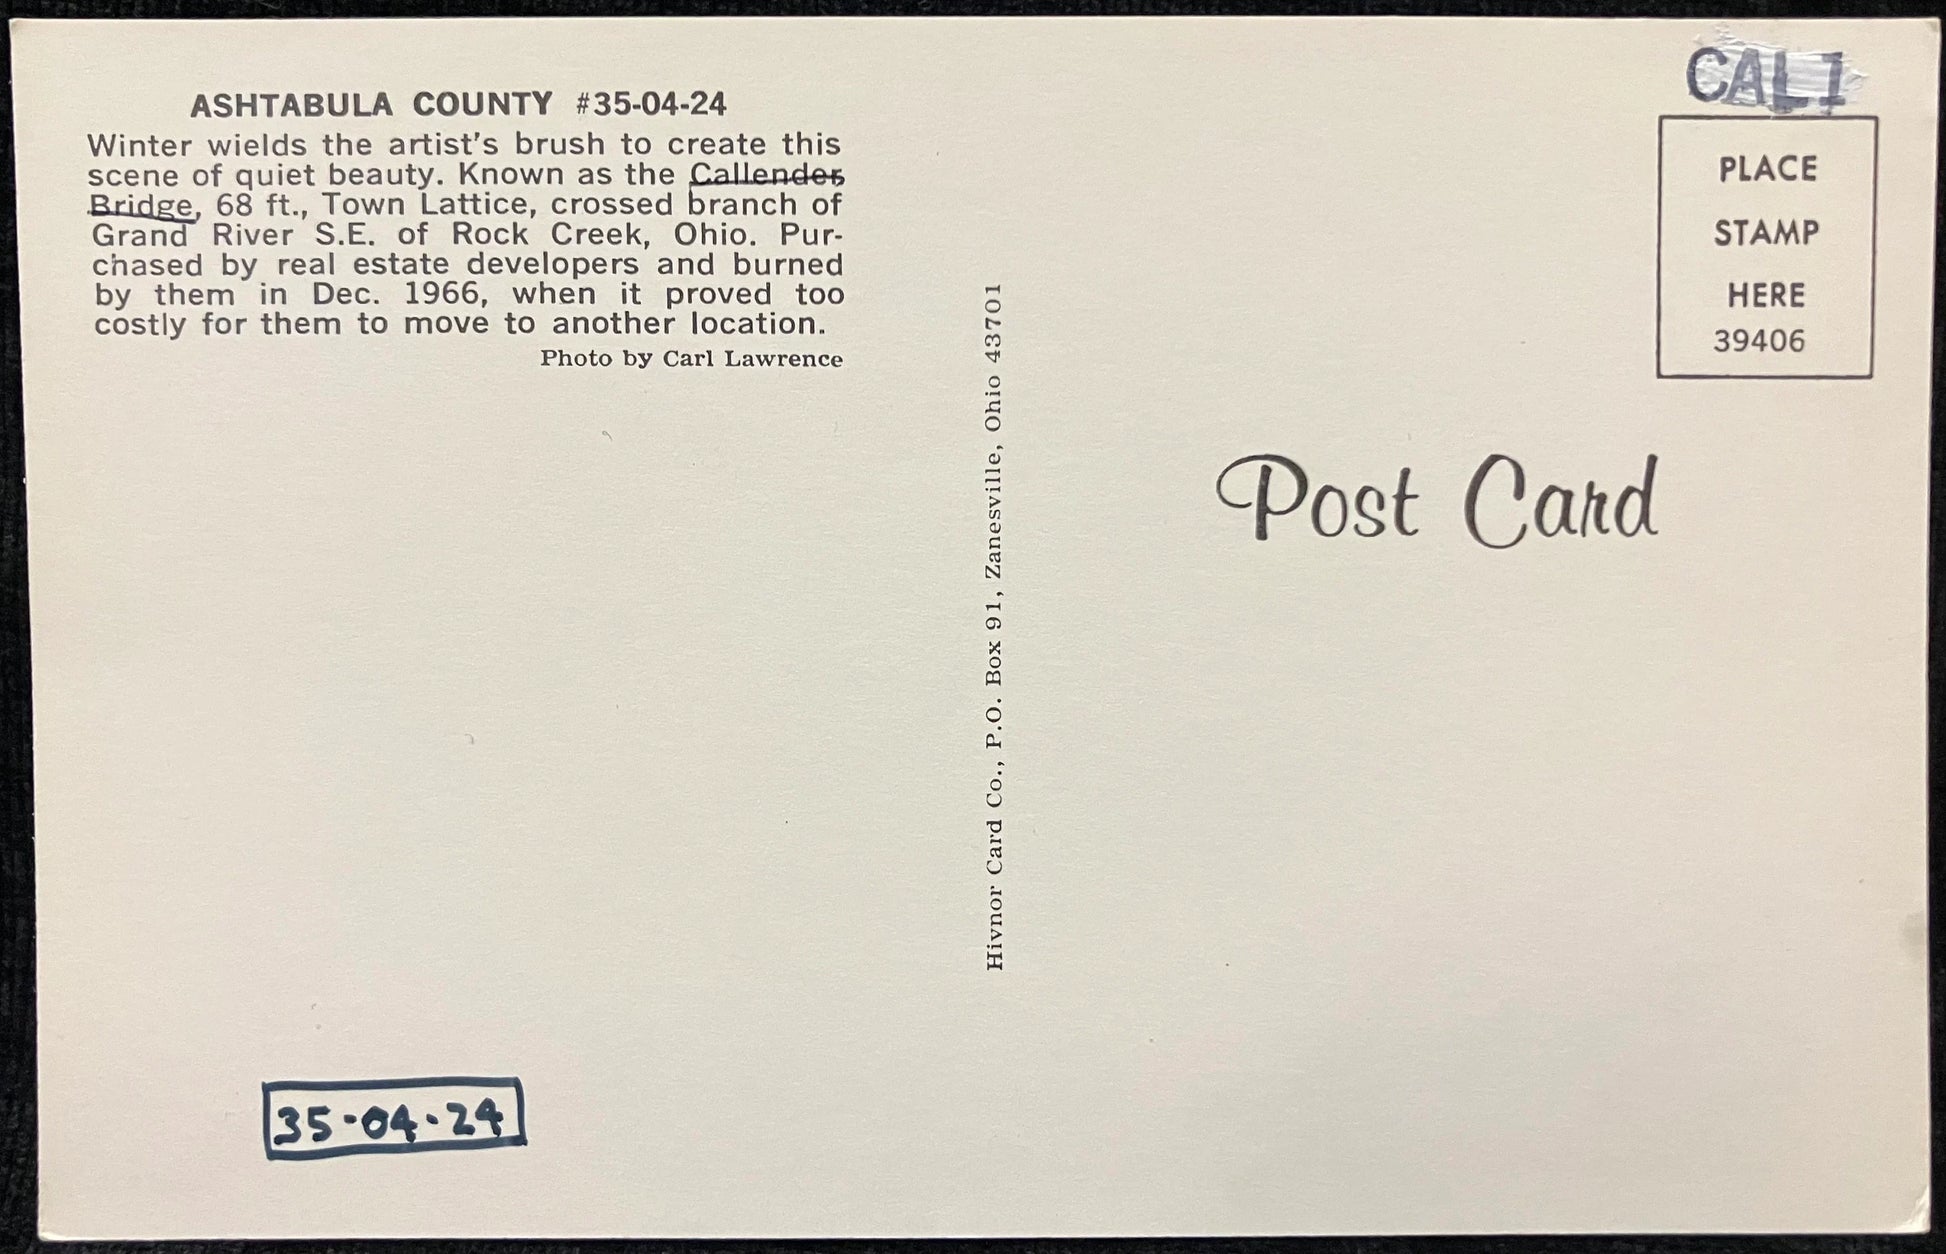 CALI
ASHTABULA COUNTY #35-04-24
Winter wields the artist's brush to create this
scene of quiet beauty. Known as the Callender
Bridge, 68 ft., Town Lattice, crossed branch of
Grand River S.E. of Rock Creek, Ohio. Pur-
chased by real estate developers and burned
by them in Dec. 1966, when it proved too
costly for them to move to another location.
Photo by Carl Lawrence
Hivnor Card Co., P.O. Box 91, Zanesville, Ohio 43701
PLACE
STAMP
HERE
39406
Post Card
35-04-24